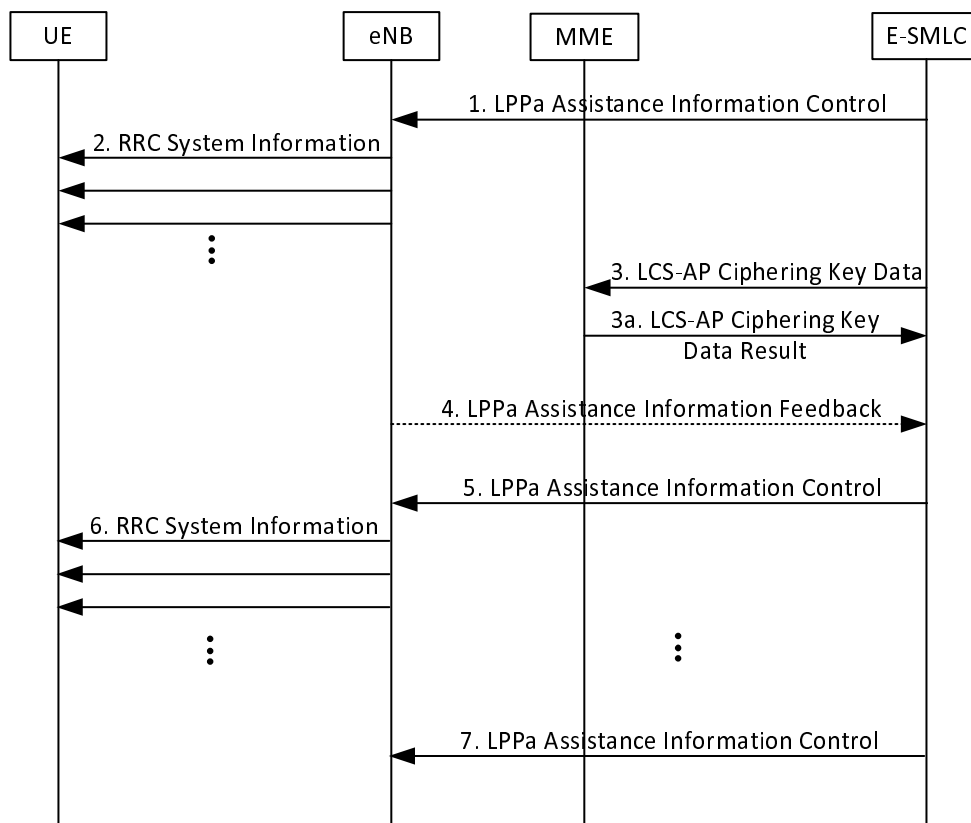 UE
eNB
MME
E-SMLC
1. LPPa Assistance Information Control
2. RRC System Information
3. LCS-AP Ciphering Key Data
3a. LCS-AP Ciphering Key
Data Result
4. LPPa Assistance Information Feedback
5. LPPa Assistance Information Control
6. RRC System Information
7. LPPa Assistance Information Control